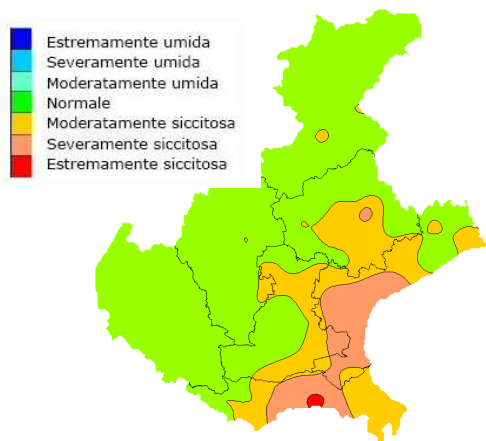 Estremamente umida
Severamente umida
Moderatamente umida
Normale
Moderatamente siccitosa
Severamente siccitosa
Estremamente siccitosa